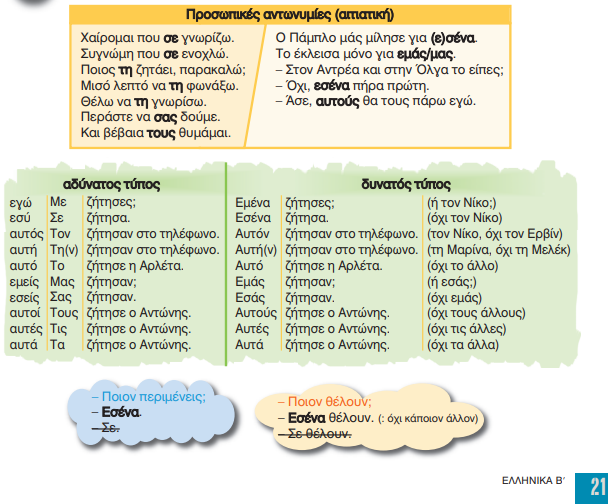 Προσωπικές αντωνυμίες (αιτιατική)
Χαίρομαι που σε γνωρίζω.
Συγνώμη που σε ενοχλώ.
Ποιος τη ζητάει, παρακαλώ;
Μισό λεπτό να τη φωνάξω.
Θέλω να τη γνωρίσω.
Περάστε να σας δούμε.
Και βέβαια τους θυμάμαι.
Ο Πάμπλο μάς μίλησε για (ε)σένα.
Το έκλεισα μόνο για εμάς/μας.
– Στον Αντρέα και στην Όλγα το είπες;
– Όχι, εσένα πήρα πρώτη.
– Άσε, αυτούς θα τους πάρω εγώ.
αδύνατος τύπος
εγώ Με ζήτησες;
εσύ Σε ζήτησα.
αυτός Τον ζήτησαν στο τηλέφωνο.
αυτή Τη(ν) ζήτησαν στο τηλέφωνο.
αυτό Το ζήτησε η Αρλέτα.
εμείς Μας ζήτησαν;
εσείς Σας ζήτησαν.
αυτοί Τους ζήτησε ο Αντώνης.
αυτές Τις ζήτησε ο Αντώνης.
αυτά Τα ζήτησε ο Αντώνης.
δυνατός τύπος
Εμένα ζήτησες; (ή τον Νίκο;)
Εσένα ζήτησα. (όχι τον Νίκο)
Αυτόν ζήτησαν στο τηλέφωνο. (τον Νίκο, όχι τον Ερβίν)
Αυτή(ν) ζήτησαν στο τηλέφωνο. (τη Μαρίνα, όχι τη Μελέκ)
Αυτό ζήτησε η Αρλέτα. (όχι το άλλο)
Εμάς ζήτησαν; (ή εσάς;)
Εσάς ζήτησαν. (όχι εμάς)
Αυτούς ζήτησε ο Αντώνης. (όχι τους άλλους)
Αυτές ζήτησε ο Αντώνης. (όχι τις άλλες)
Αυτά ζήτησε ο Αντώνης. (όχι τα άλλα)
– Ποιον περιμένεις;
– Εσένα.
– Σε.
– Ποιον θέλουν;
– Εσένα θέλουν. (: όχι κάποιον άλλον)
– Σε θέλουν.
ΕΛΛΗΝΙΚΑ Β΄ 21